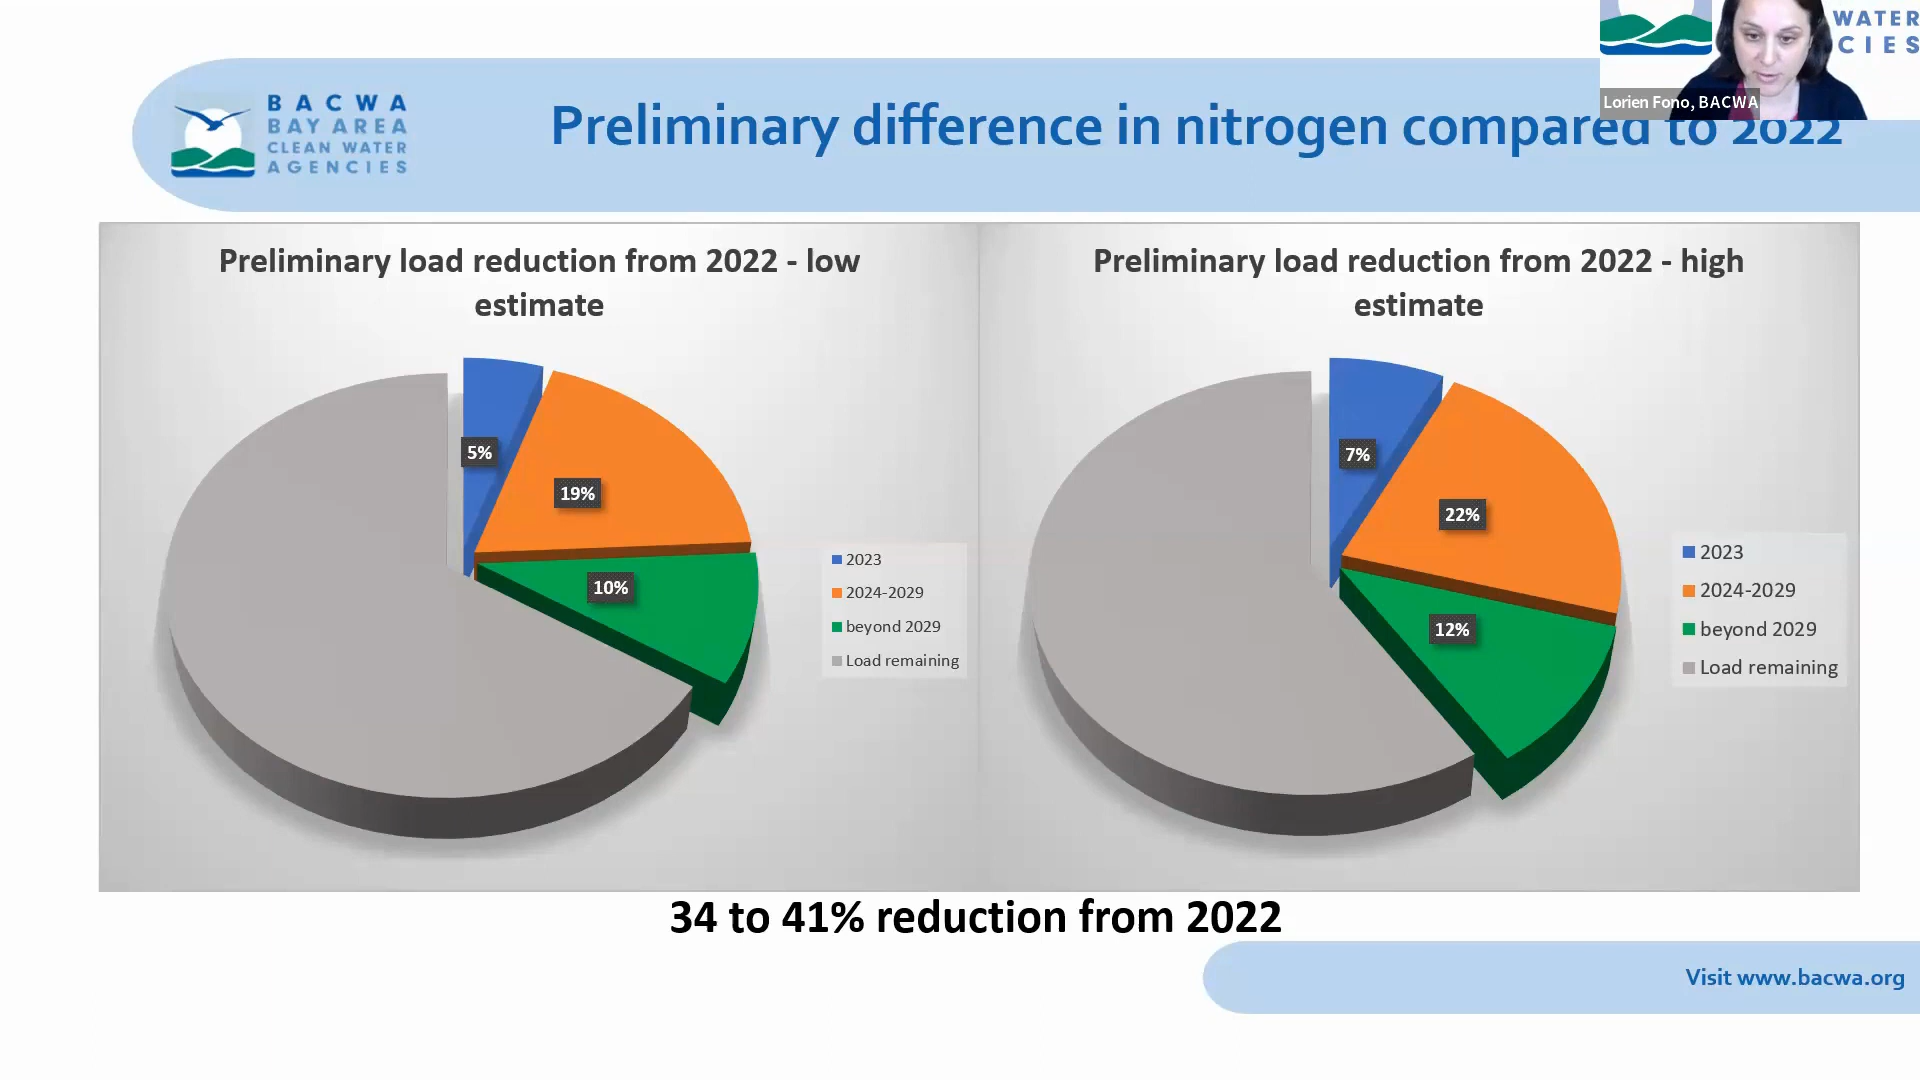 WATER
CIES
Lorien Fono, BACWA
BACWA
BAY AREA
CLEAN WATER
AGENCIES
Preliminary difference in nitrogen compared to 2022
Preliminary load reduction from 2022 - low
estimate
5%
19%
10%
2023
2024-2029
beyond 2029
Load remaining
Preliminary load reduction from 2022 - high
estimate
7%
22%
12%
2023
2024-2029
beyond 2029
Load remaining
34 to 41% reduction from 2022
Visit www.bacwa.org